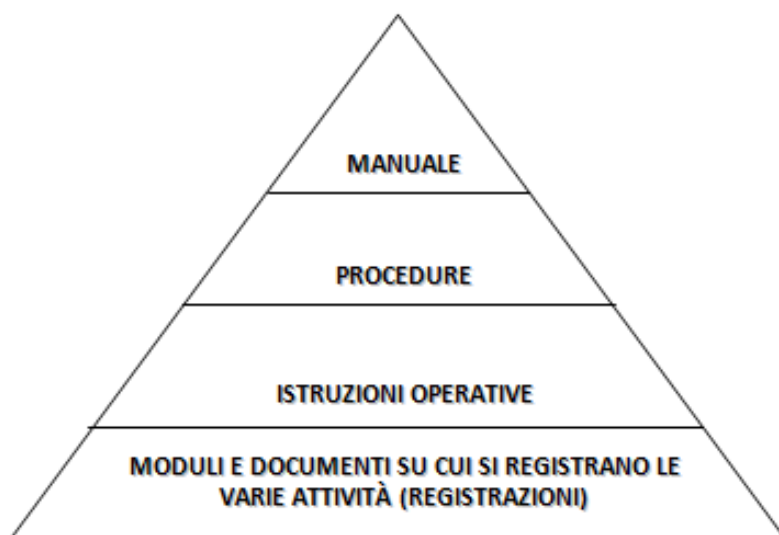 MANUALE
PROCEDURE
ISTRUZIONI OPERATIVE
MODULI E DOCUMENTI SU CUI SI REGISTRANO LE
VARIE ATTIVITÀ (REGISTRAZIONI)